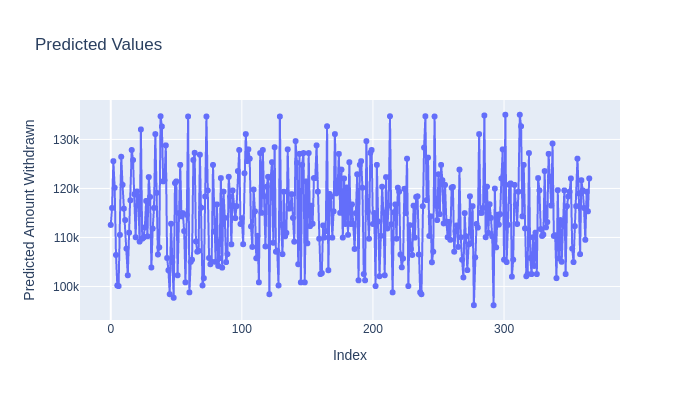 Predicted Values
Predicted Amount Withdrawn
130k
120k
110k
100k
0
100
200
300
Index